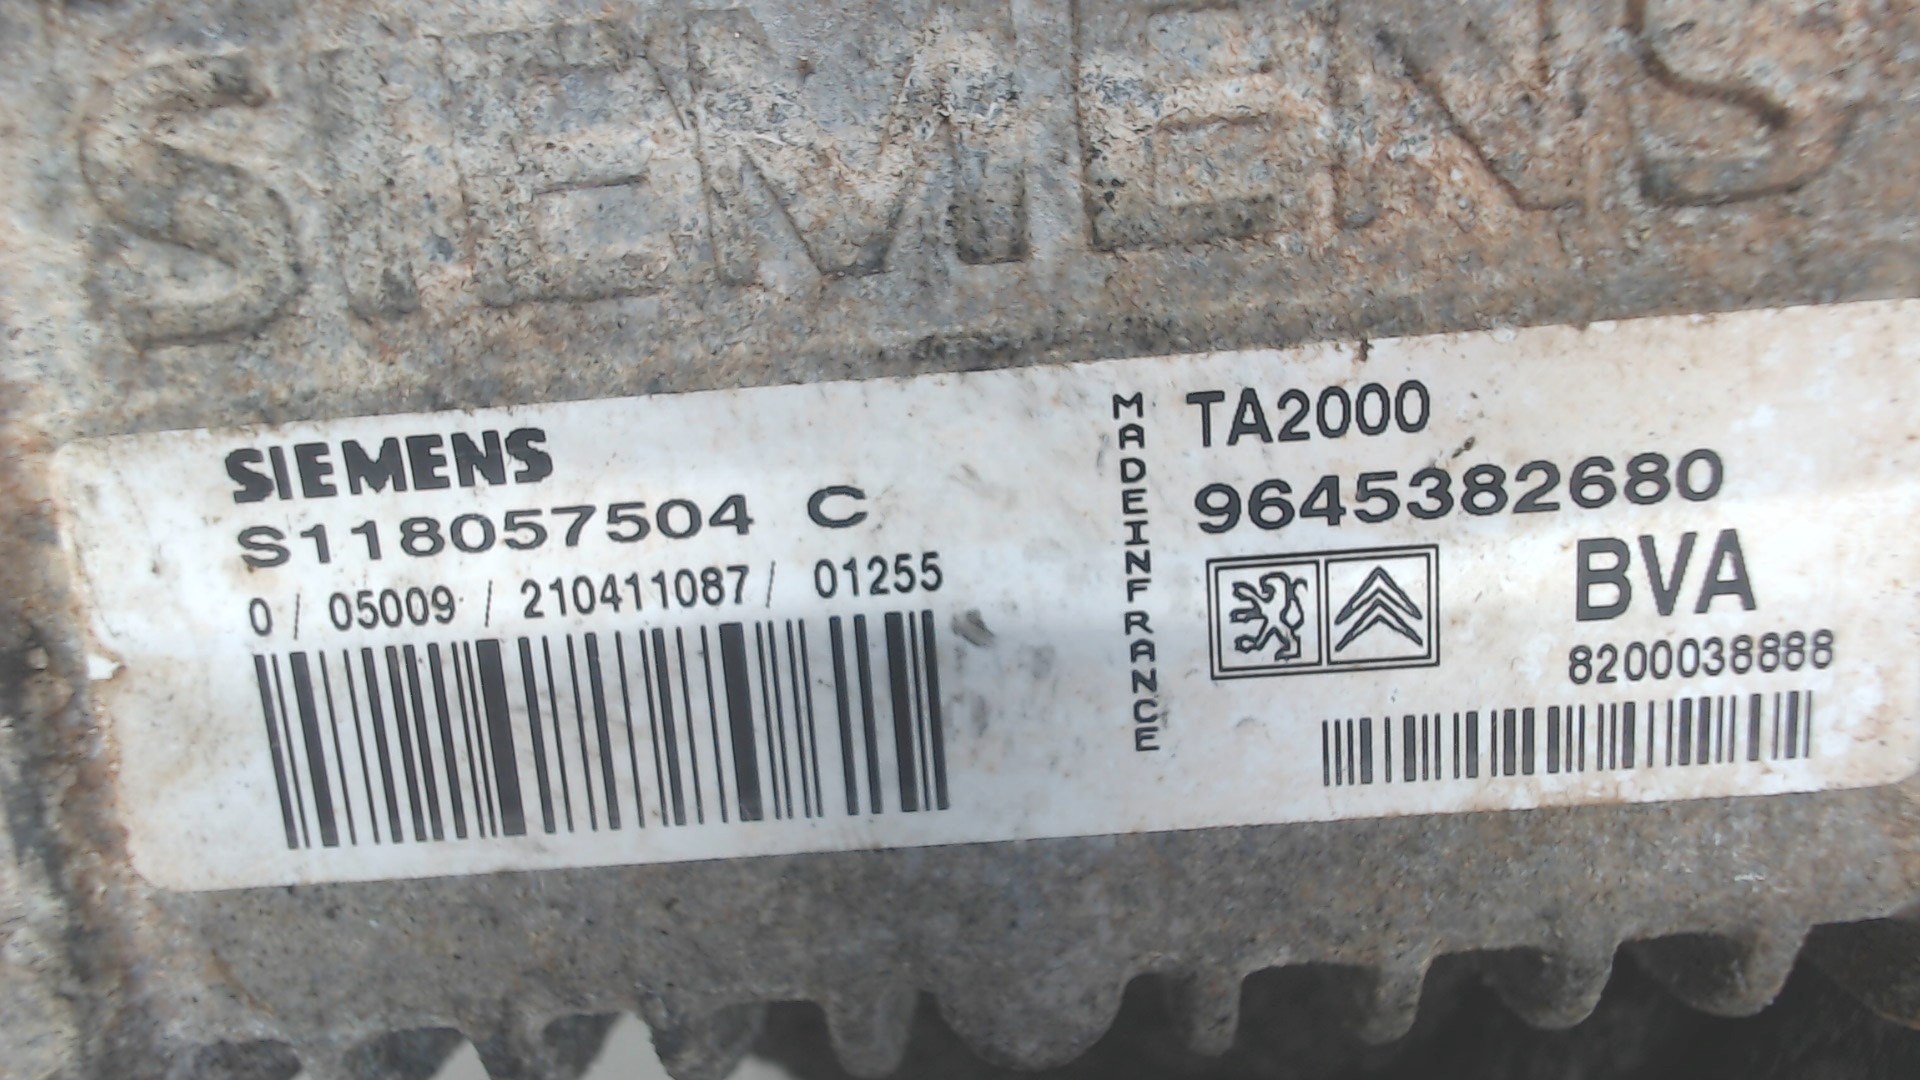 SIEMENS
SIEMENS
S118057504 C
0 / 05009 / 210411087 / 01255
MADEINFRANCE
TA2000
9645382680
BVA
8200038888